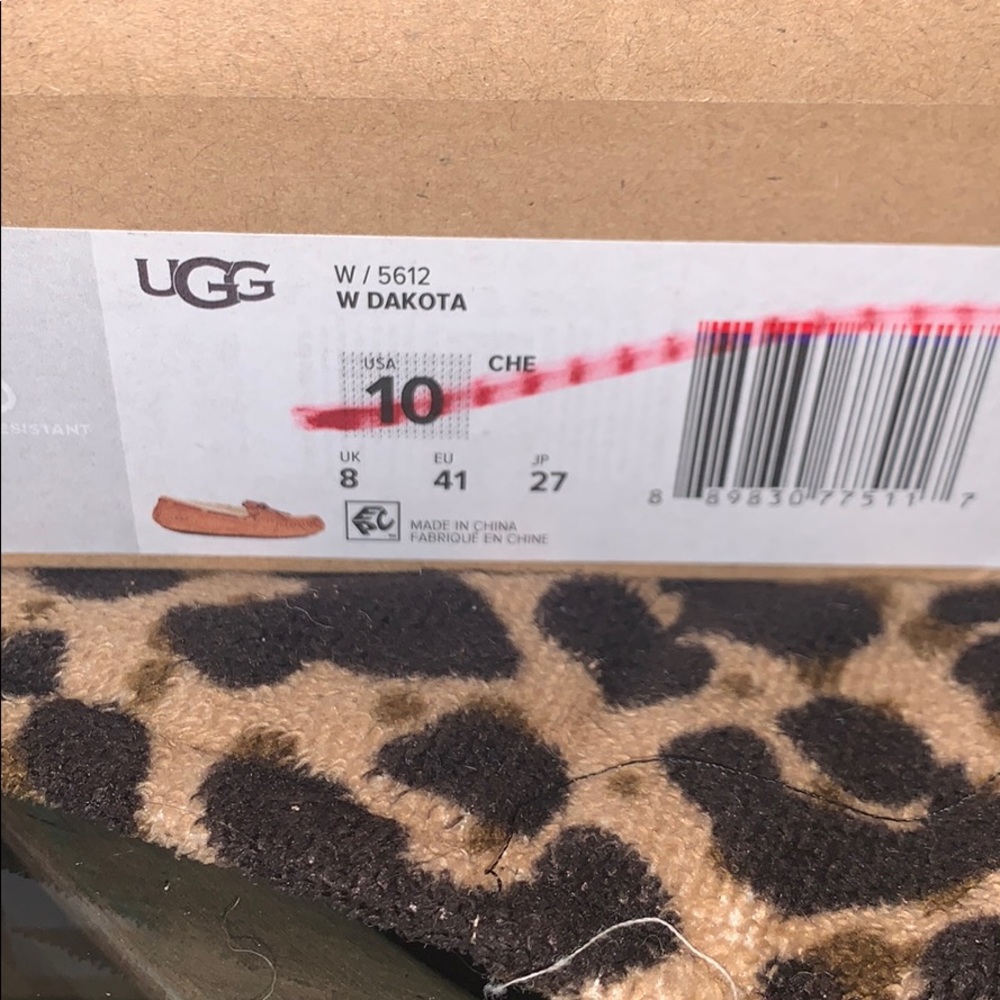 UGG
W / 5612
W DAKOTA
USA
10
CHE
UK EU JP
8 41 27
MADE IN CHINA
FABRIQUÉ EN CHINE
8 89830 77511 7